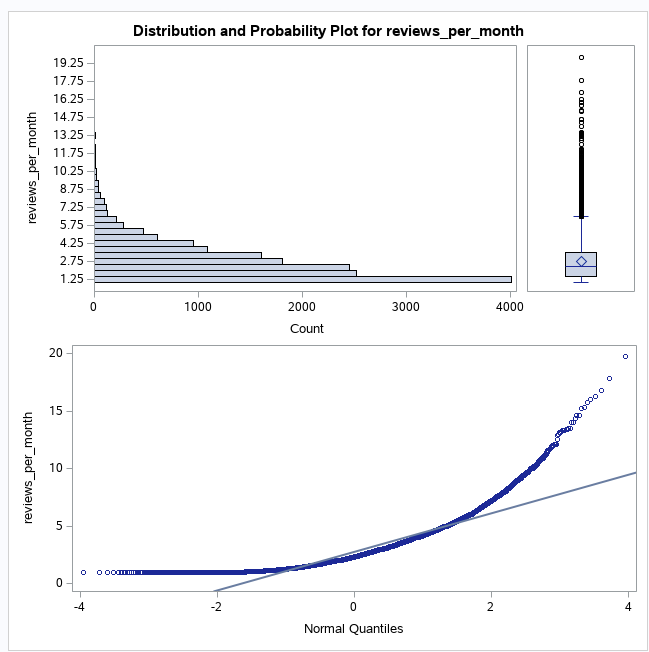 Distribution and Probability Plot for reviews_per_month
reviews_per_month
19.25
17.75
16.25
14.75
13.25
11.75
10.25
8.75
7.25
5.75
4.25
2.75
1.25
0 1000 2000 3000 4000
Count
reviews_per_month
20
15
10
5
0
-4 -2 0 2 4
Normal Quantiles